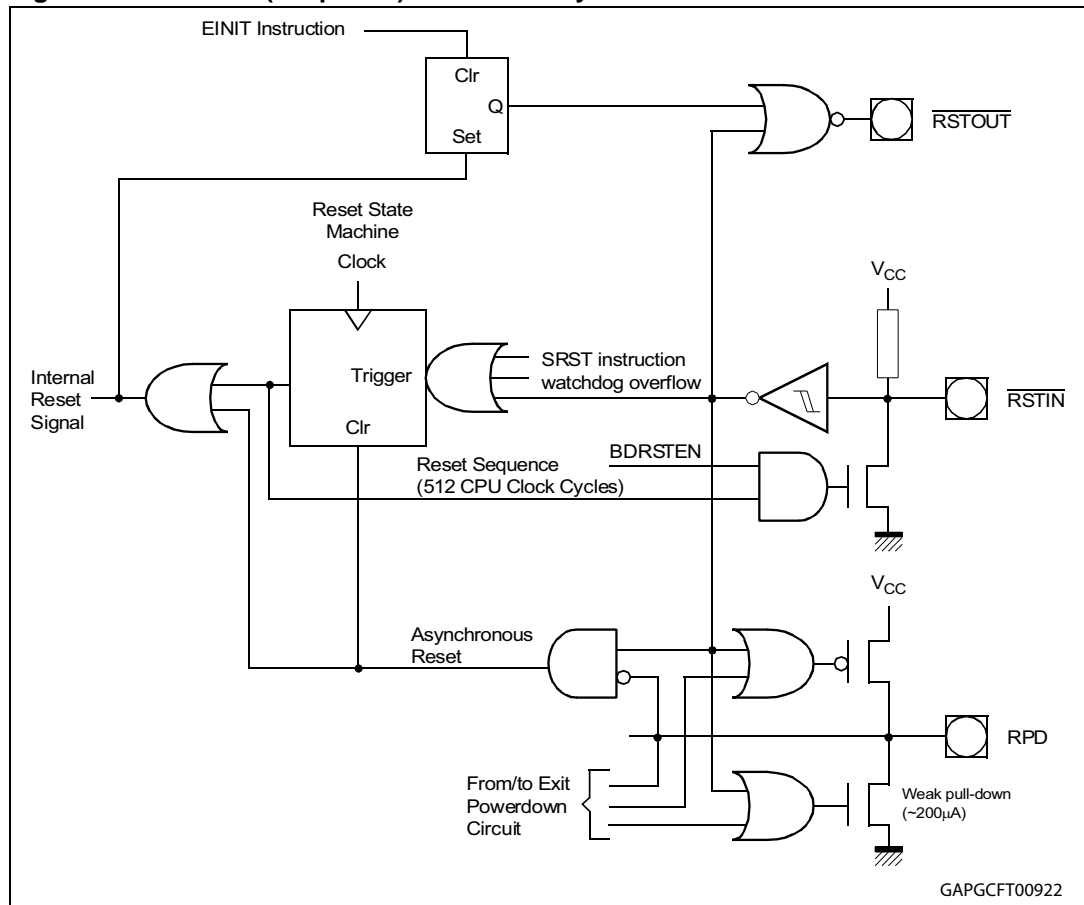 EINIT Instruction
Clr
Q
Set
RSTOUT
Reset State
Machine
Clock
VCC
Internal
Reset
Signal
Trigger
Clr
SRST instruction
watchdog overflow
RSTIN
BDRSTEN
Reset Sequence
(512 CPU Clock Cycles)
VCC
Asynchronous
Reset
RPD
From/to Exit
Powerdown
Circuit
Weak pull-down
(~200µA)
GAPGCFT00922